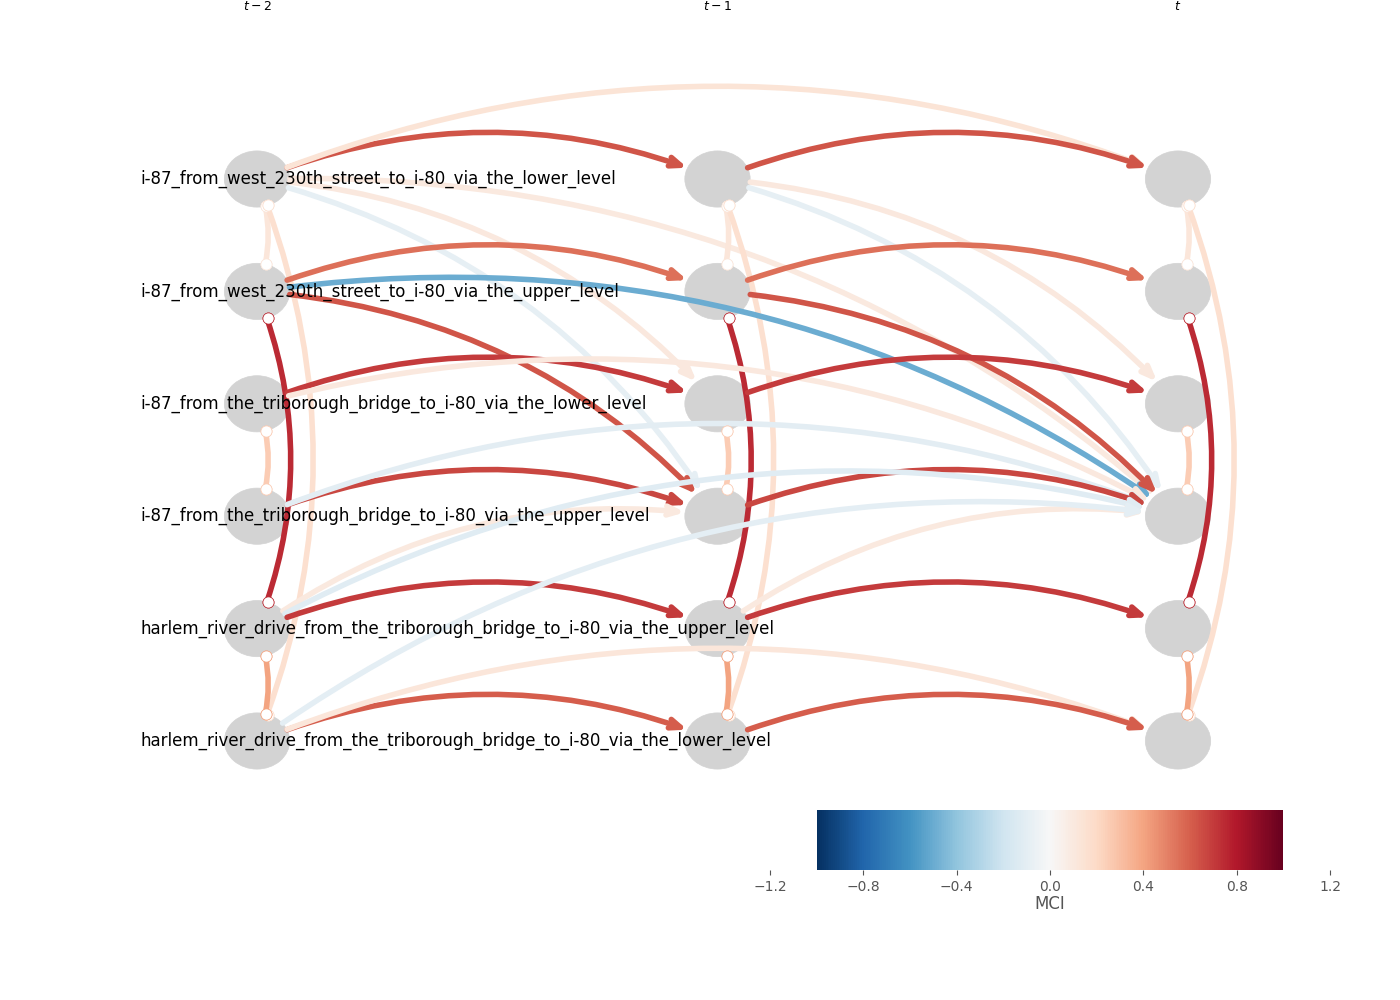 t − 2 t − 1 t
i-87_from_west_230th_street_to_i-80_via_the_lower_level
i-87_from_west_230th_street_to_i-80_via_the_upper_level
i-87_from_the_triborough_bridge_to_i-80_via_the_lower_level
i-87_from_the_triborough_bridge_to_i-80_via_the_upper_level
harlem_river_drive_from_the_triborough_bridge_to_i-80_via_the_upper_level
harlem_river_drive_from_the_triborough_bridge_to_i-80_via_the_lower_level
−1.2 −0.8 −0.4 0.0 0.4 0.8 1.2
MCI